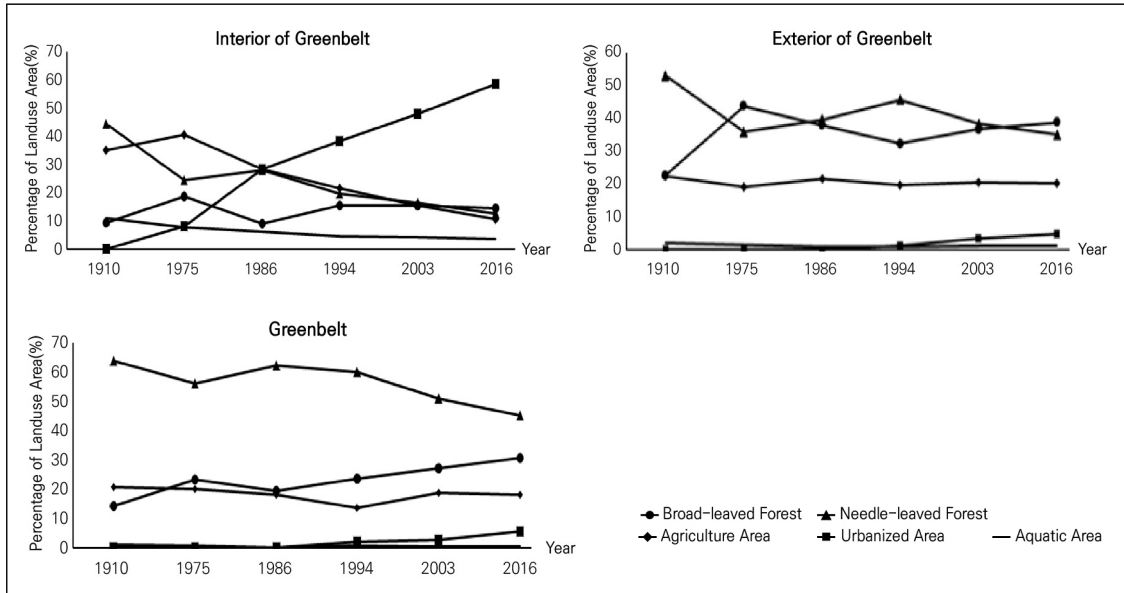 Interior of Greenbelt
Percentage of Landuse Area(%)
70
60
50
40
30
20
10
0
1910 1975 1986 1994 2003 2016
Year
Exterior of Greenbelt
Percentage of Landuse Area(%)
60
50
40
30
20
10
0
1910 1975 1986 1994 2003 2016
Year
Greenbelt
Percentage of Landuse Area(%)
70
60
50
40
30
20
10
0
1910 1975 1986 1994 2003 2016
Year
Broad-leaved Forest Needle-leaved Forest
Agriculture Area Urbanized Area Aquatic Area